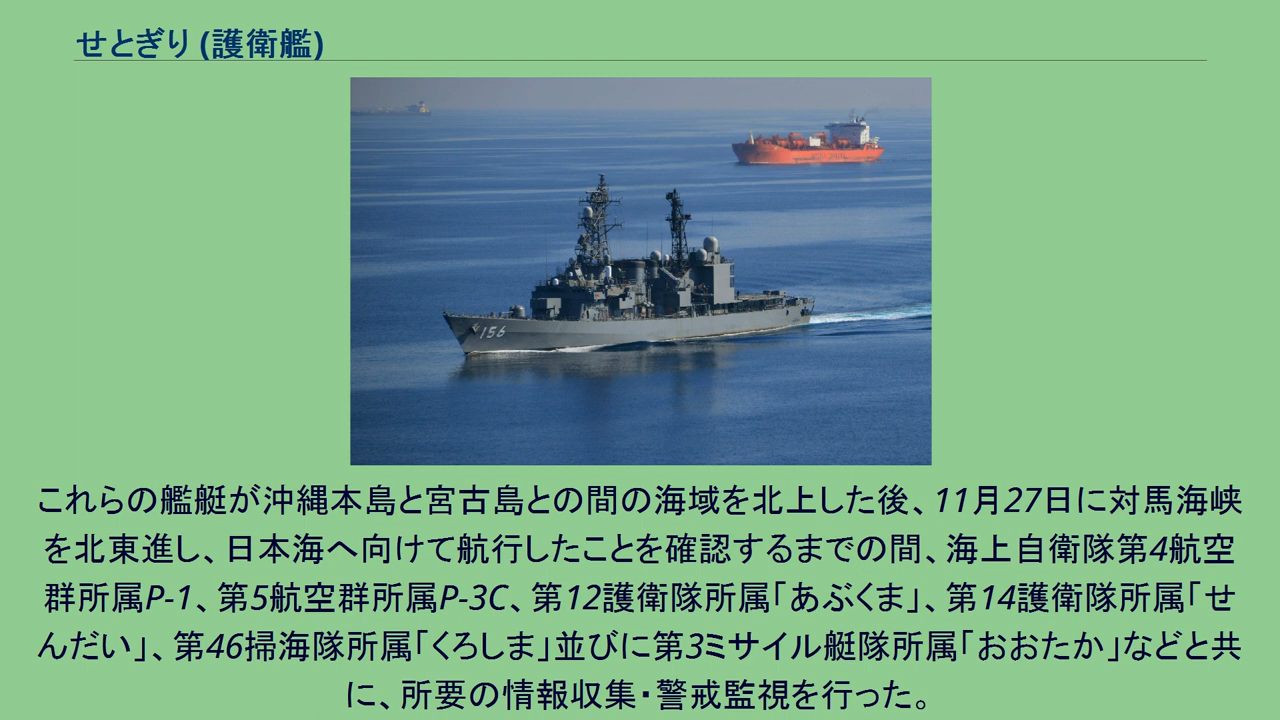 せとぎり (護衛艦)
156
これらの艦艇が沖縄本島と宮古島との間の海域を北上した後、11月27日に対馬海峡
を北東進し、日本海へ向けて航行したことを確認するまでの間、海上自衛隊第4航空
群所属P-1、第5航空群所属P-3C、第12護衛隊所属「あぶくま」、第14護衛隊所属「せ
んだい」、第46掃海隊所属「くろしま」並びに第3ミサイル艇隊所属「おおたか」などと共
に、所要の情報収集・警戒監視を行った。